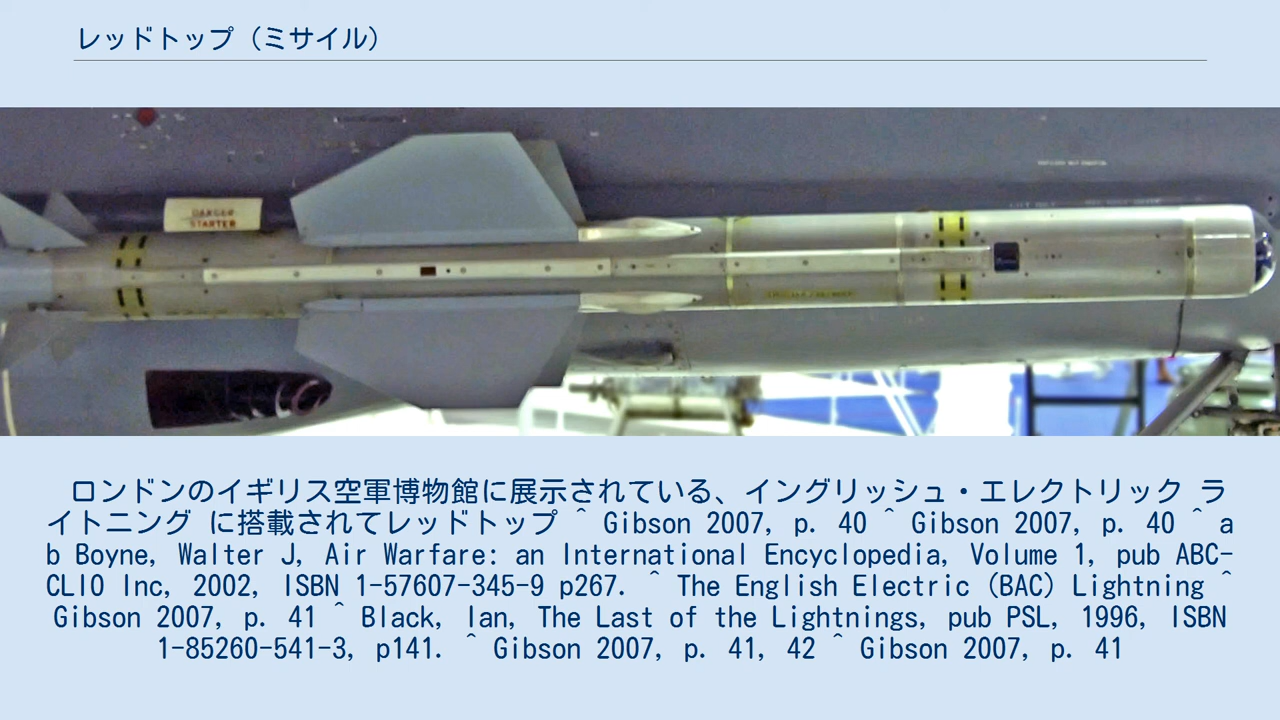 レッドトップ（ミサイル）
DANGER
STARTER
ロンドンのイギリス空軍博物館に展示されている、イングリッシュ・エレクトリック ラ
イトニング に搭載されてレッドトップ ^ Gibson 2007, p. 40 ^ Gibson 2007, p. 40 ^ a
b Boyne, Walter J, Air Warfare: an International Encyclopedia, Volume 1, pub ABC-
CLIO Inc, 2002, ISBN 1-57607-345-9 p267. ^ The English Electric (BAC) Lightning ^
Gibson 2007, p. 41 ^ Black, Ian, The Last of the Lightnings, pub PSL, 1996, ISBN
1-85260-541-3, p141. ^ Gibson 2007, p. 41, 42 ^ Gibson 2007, p. 41